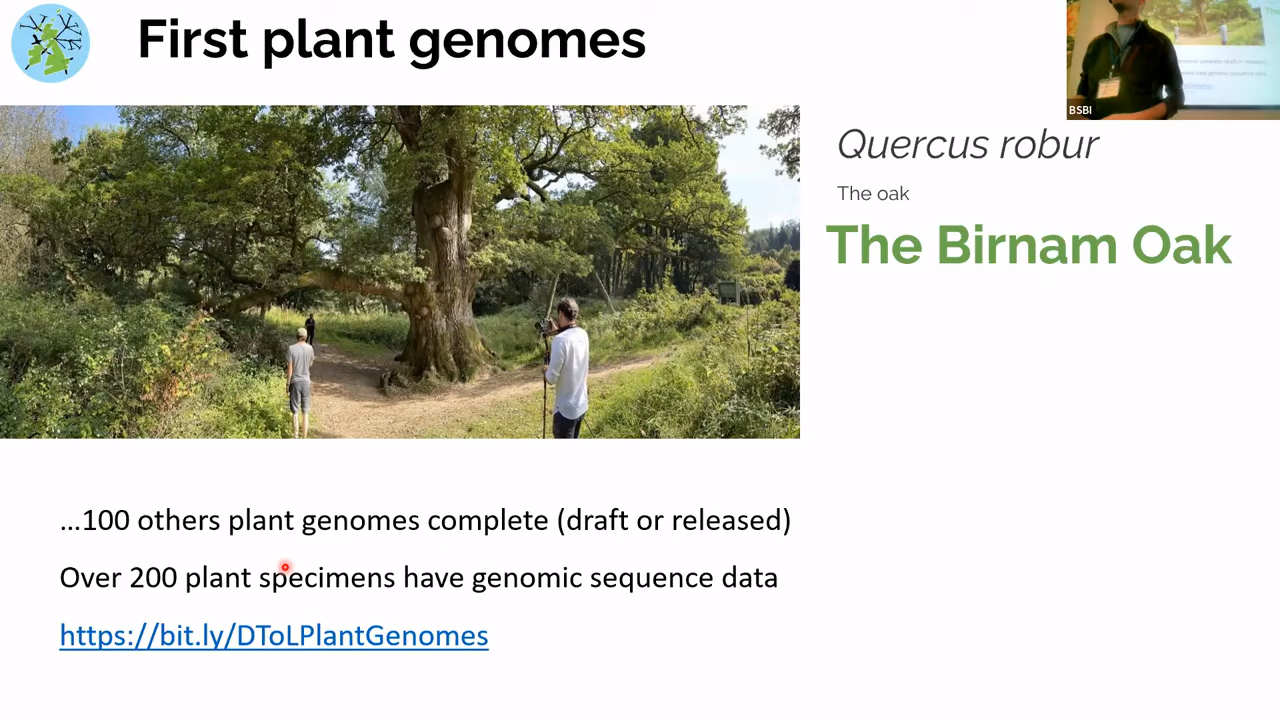 First plant genomes
BSBI
Quercus robur
The oak
The Birnam Oak
...100 others plant genomes complete (draft or released)
Over 200 plant specimens have genomic sequence data
https://bit.ly/DToLPlantGenomes